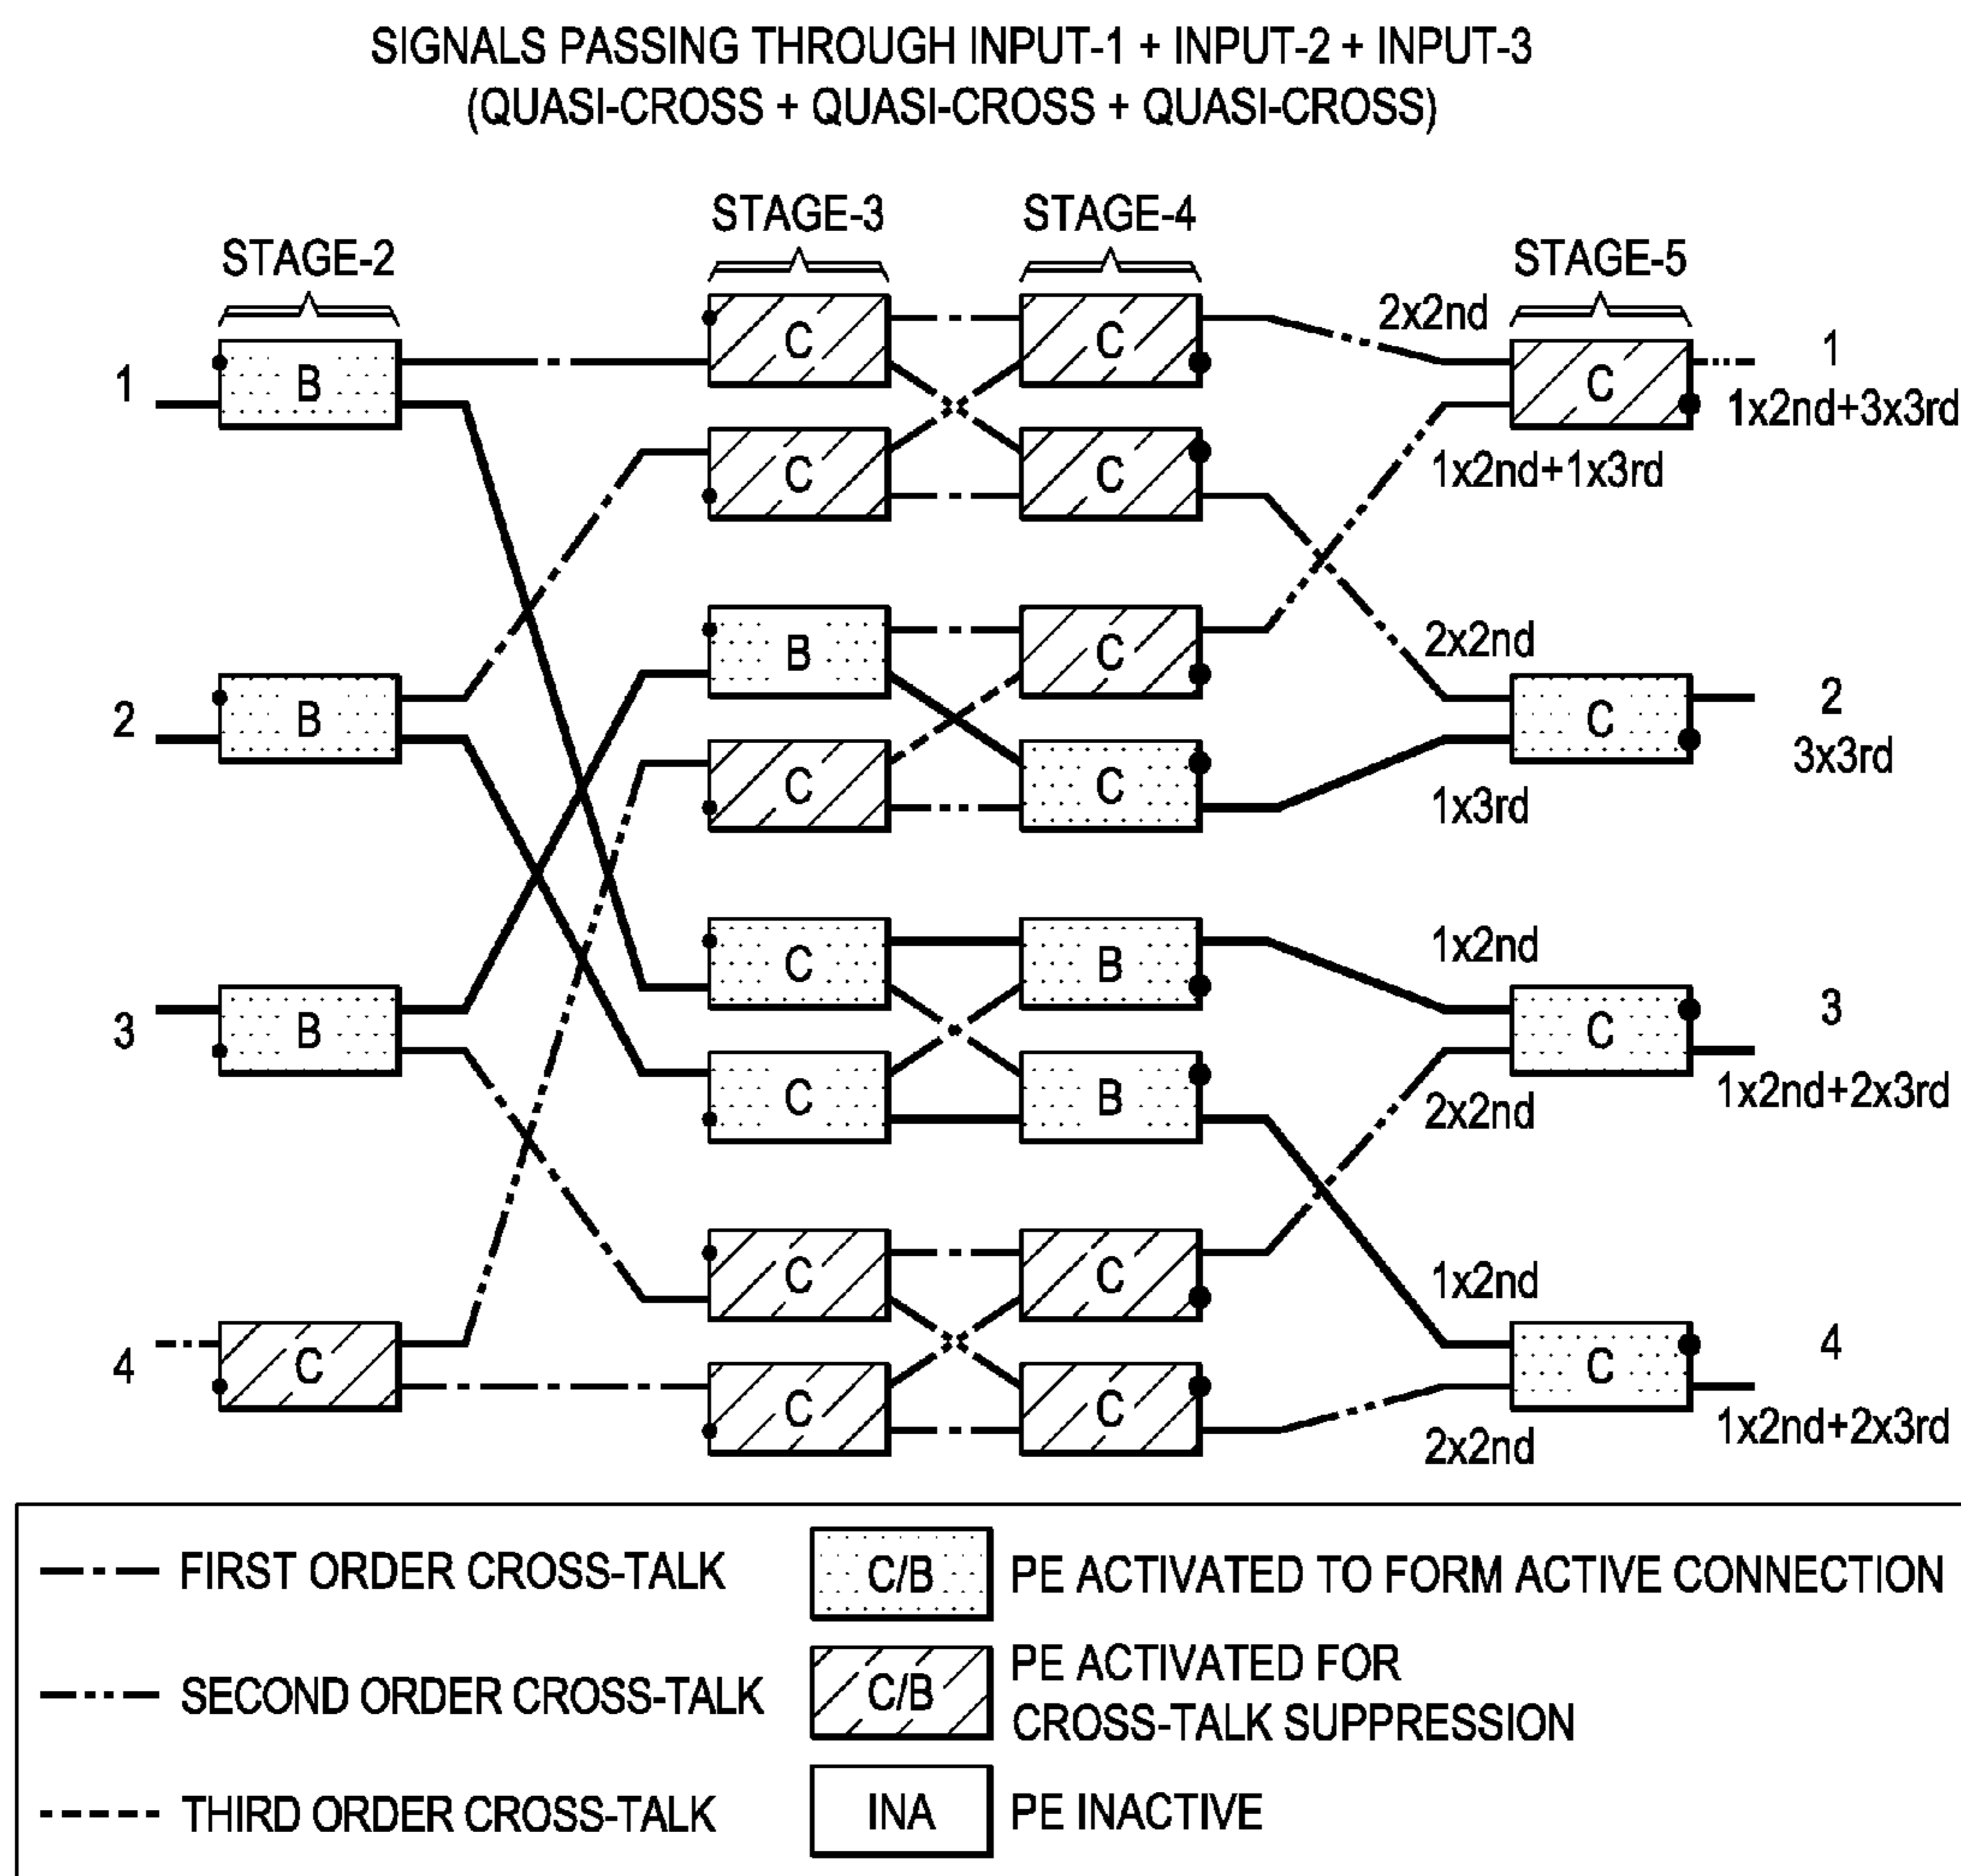 SIGNALS PASSING THROUGH INPUT-1 + INPUT-2 + INPUT-3
(QUASI-CROSS + QUASI-CROSS + QUASI-CROSS)
STAGE-2
STAGE-3
STAGE-4
STAGE-5
1
B
C
C
2x2nd
C
1
1x2nd+3x3rd
C
C
1x2nd+1x3rd
2
B
B
C
2x2nd
C
2
3x3rd
C
C
1x3rd
3
B
C
B
1x2nd
C
3
1x2nd+2x3rd
C
B
2x2nd
4
C
C
C
1x2nd
C
4
1x2nd+2x3rd
C
C
2x2nd
FIRST ORDER CROSS-TALK
C/B
PE ACTIVATED TO FORM ACTIVE CONNECTION
SECOND ORDER CROSS-TALK
C/B
PE ACTIVATED FOR
CROSS-TALK SUPPRESSION
THIRD ORDER CROSS-TALK
INA
PE INACTIVE